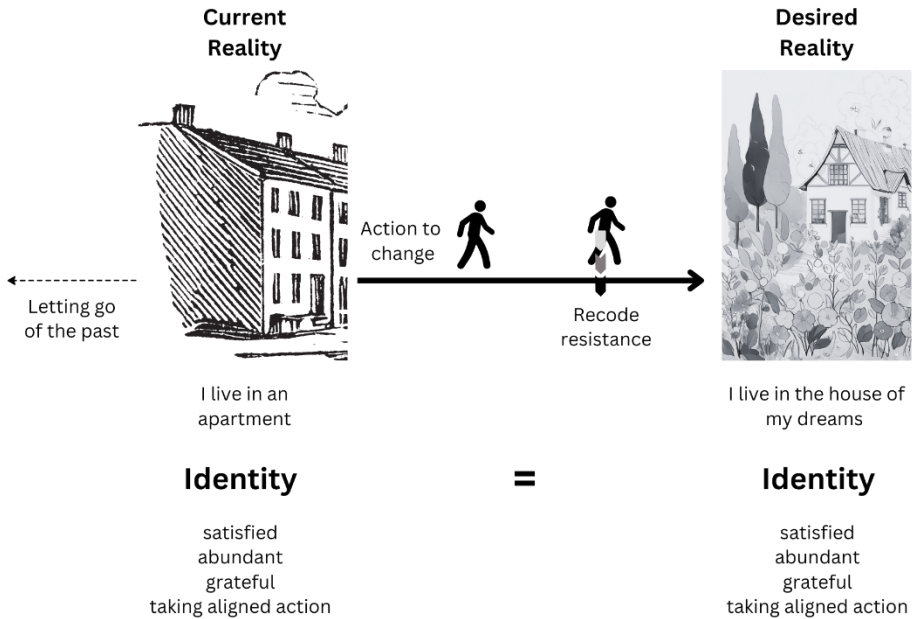 Current
Reality
Desired
Reality
Action to
change
Letting go
of the past
Recode
resistance
I live in an
apartment
I live in the house of
my dreams
Identity
=
Identity
satisfied
abundant
grateful
taking aligned action
satisfied
abundant
grateful
taking aligned action